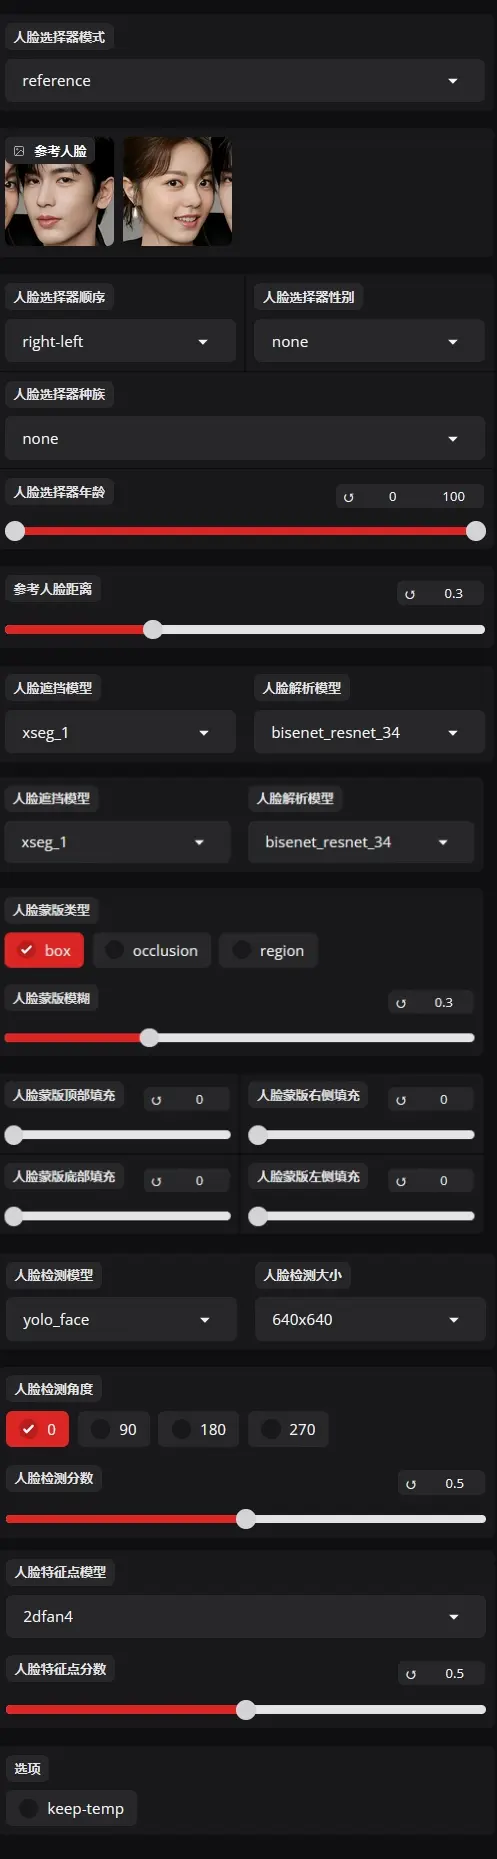 人脸选择器模式
reference
参考人脸
人脸选择器顺序
人脸选择器性别
right-left
none
人脸选择器种族
none
人脸选择器年龄
0
100
参考人脸距离
0.3
人脸遮挡模型
人脸解析模型
xseg_1
bisenet_resnet_34
人脸遮挡模型
人脸解析模型
xseg_1
bisenet_resnet_34
人脸蒙版类型
box
occlusion
region
人脸蒙版模糊
0.3
人脸蒙版顶部填充
0
人脸蒙版右侧填充
0
人脸蒙版底部填充
0
人脸蒙版左侧填充
0
人脸检测模型
人脸检测大小
yolo_face
640x640
人脸检测角度
0
90
180
270
人脸检测分数
0.5
人脸特征点模型
2dfan4
人脸特征点分数
0.5
选项
keep-temp